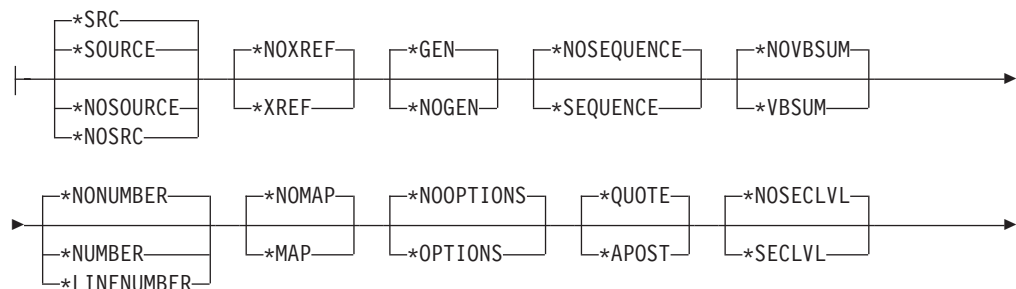 *SRC
*SOURCE *NOXREF *GEN *NOSEQUENCE *NOVBSUM
*NOSOURCE *XREF *NOGEN *SEQUENCE *VBSUM
*NOSRC
*NONUMBER *NOMAP *NOOPTIONS *QUOTE *NOSECLVL
*NUMBER *MAP *OPTIONS *APOST *SECLVL
*LINENUMBER